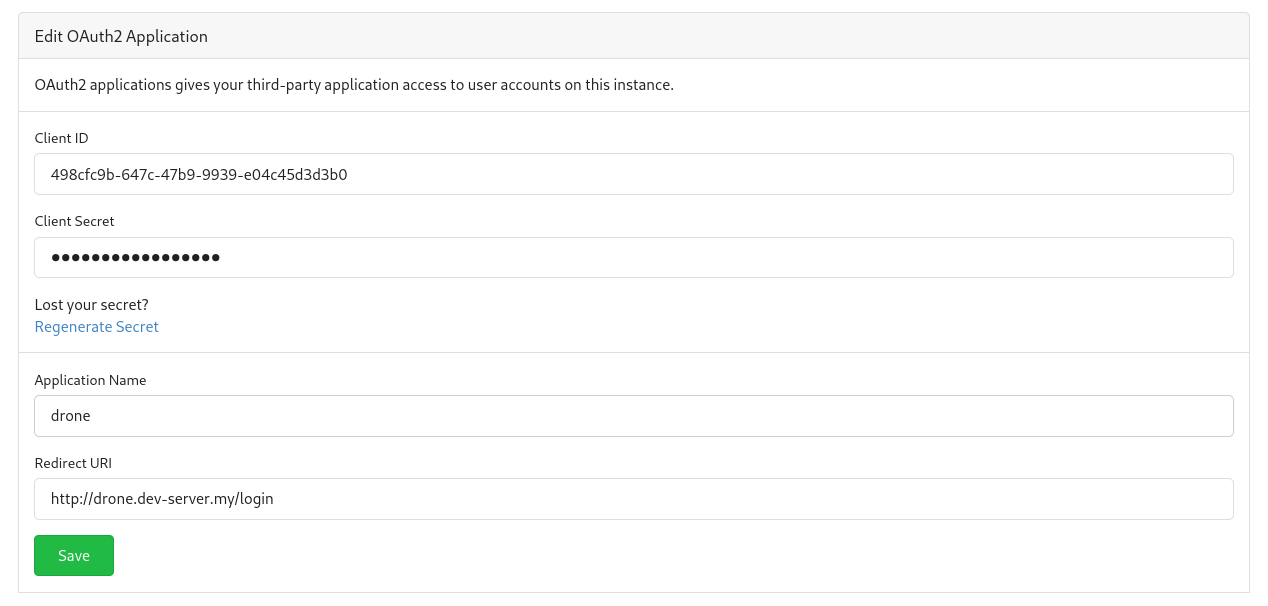 Edit OAuth2 Application
OAuth2 applications gives your third-party application access to user accounts on this instance.
Client ID
498cfc9b-647c-47b9-9939-e04c45d3d3b0
Client Secret
●●●●●●●●●●●●●●●●●
Lost your secret?
Regenerate Secret
Application Name
drone
Redirect URI
http://drone.dev-server.my/login
Save